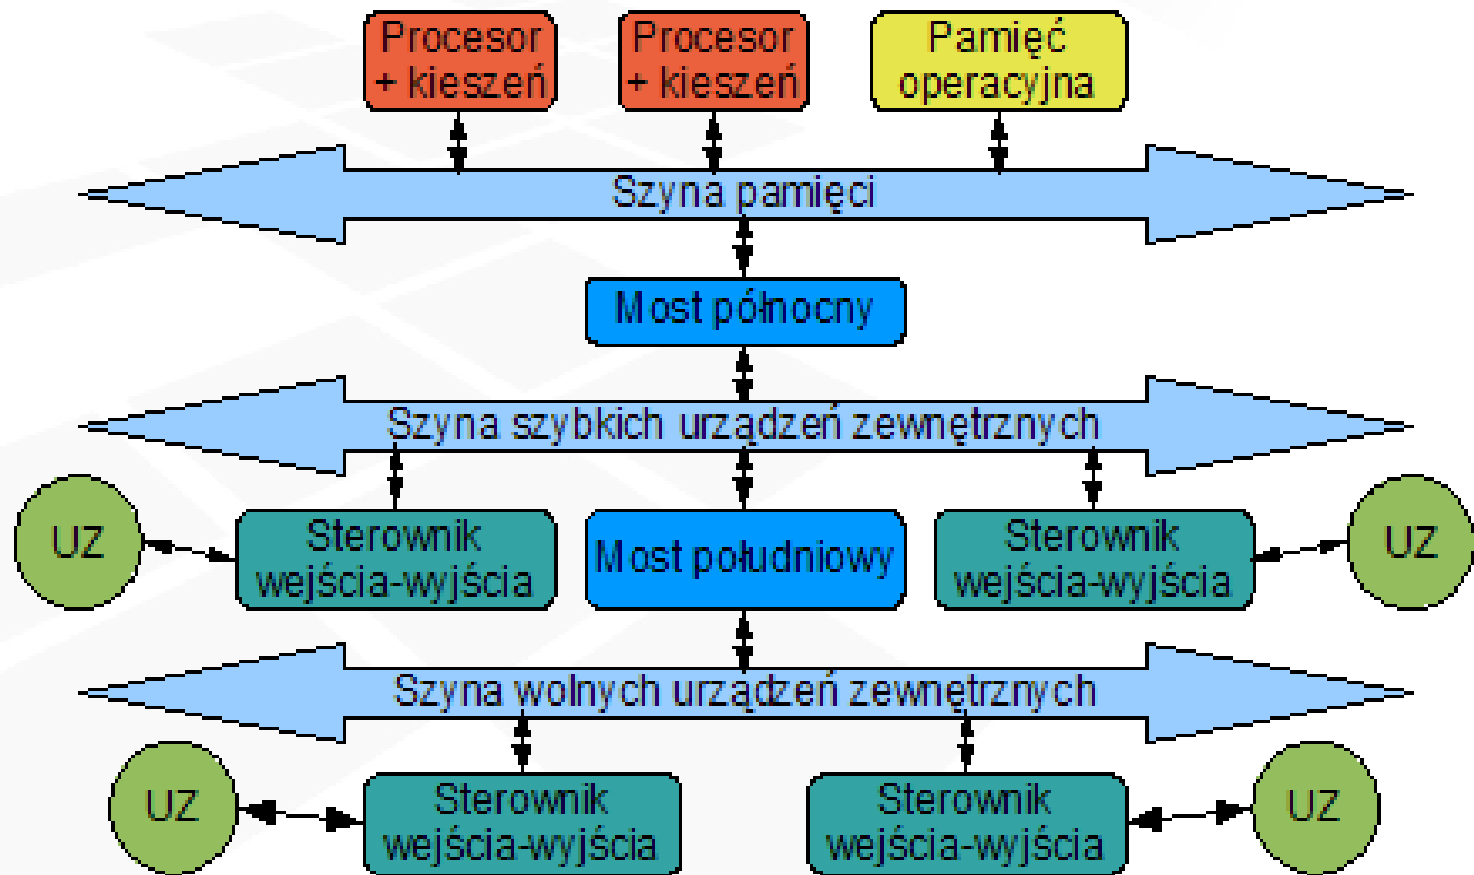 Procesor
+ kieszeń
Procesor
+ kieszeń
Pamięć
operacyjna
Szyna pamięci
Most północny
Szyna szybkich urządzeń zewnętrznych
UZ
Sterownik
wejścia-wyjścia
Most południowy
Sterownik
wejścia-wyjścia
UZ
Szyna wolnych urządzeń zewnętrznych
UZ
Sterownik
wejścia-wyjścia
Sterownik
wejścia-wyjścia
UZ